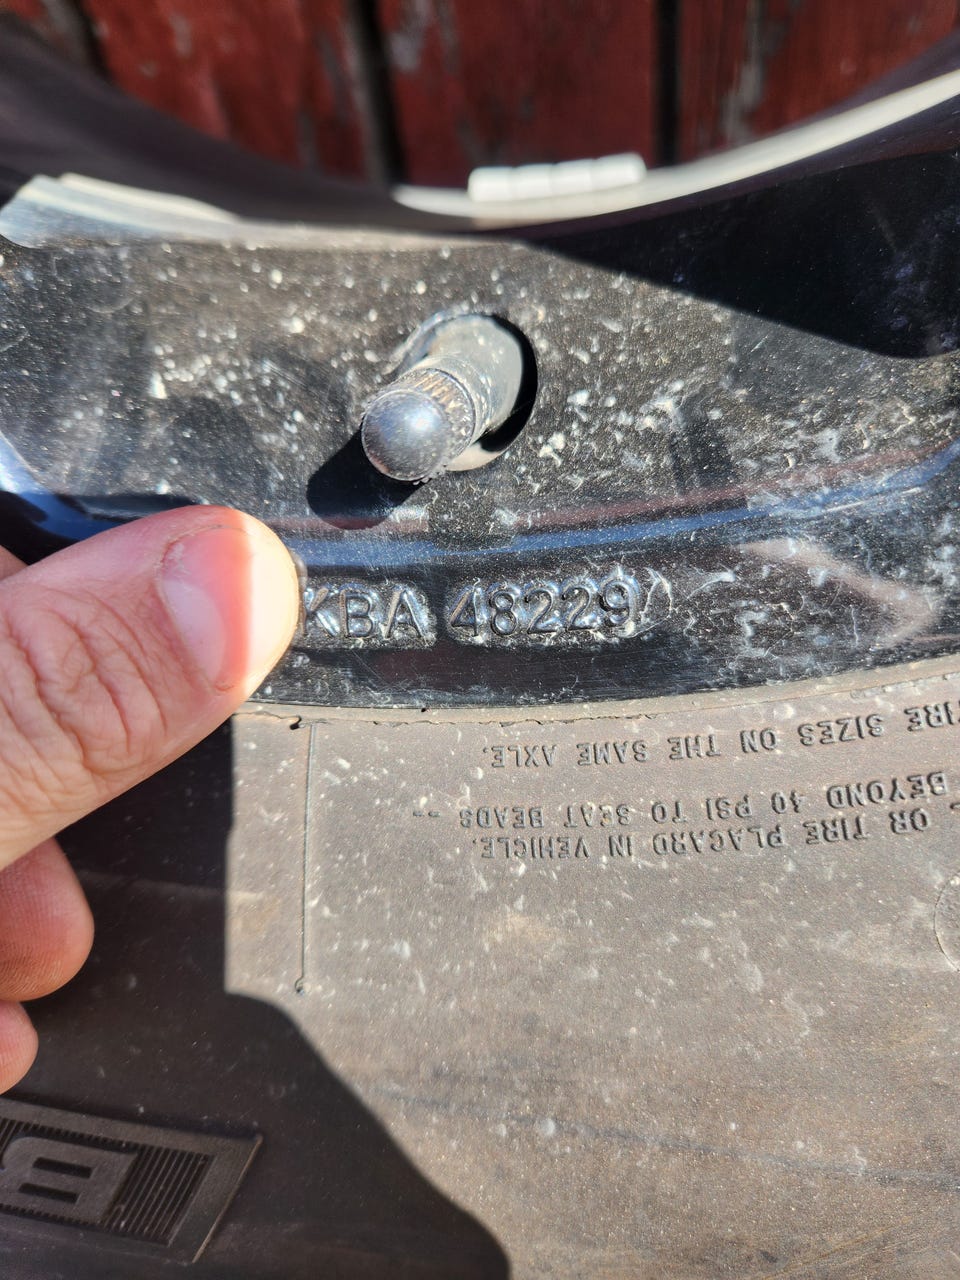 KBA 48229
TIRE SIZES ON THE SAME AXLE.
BEYOND 40 PSI TO SEAT BEADS --
OR TIRE PLACARD IN VEHICLE.
B